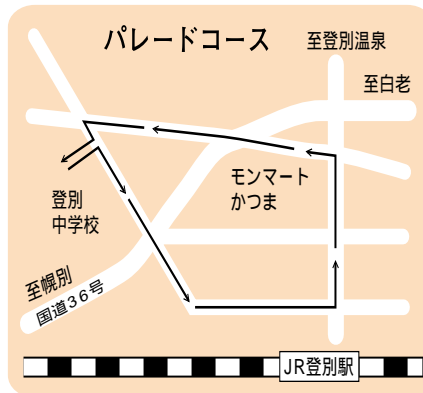 パレードコース
至登別温泉
至白老
モンマート
かつま
登別
中学校
至幌別
国道36号
JR登別駅